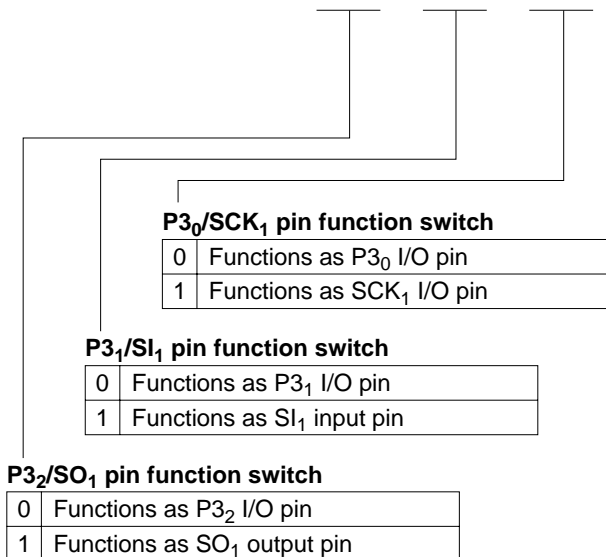 P3₀/SCK₁ pin function switch
0 Functions as P3₀ I/O pin
1 Functions as SCK₁ I/O pin
P3₁/SI₁ pin function switch
0 Functions as P3₁ I/O pin
1 Functions as SI₁ input pin
P3₂/SO₁ pin function switch
0 Functions as P3₂ I/O pin
1 Functions as SO₁ output pin